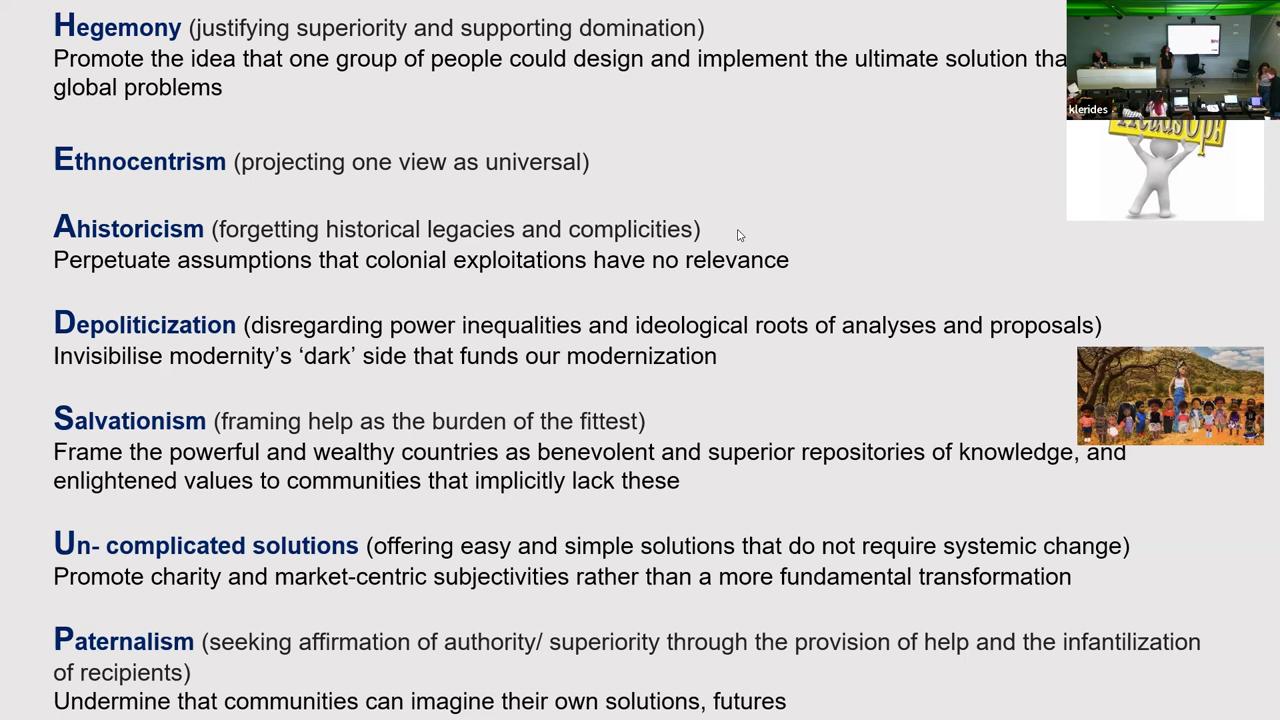 Hegemony (justifying superiority and supporting domination)
Promote the idea that one group of people could design and implement the ultimate solution
global problems
klerides
HeadsUp!
Ethnocentrism (projecting one view as universal)
Ahistoricism (forgetting historical legacies and complicities)
Perpetuate assumptions that colonial exploitations have no relevance
Depoliticization (disregarding power inequalities and ideological roots of analyses and proposals)
Invisibilise modernity’s ‘dark’ side that funds our modernization
Salvationism (framing help as the burden of the fittest)
Frame the powerful and wealthy countries as benevolent and superior repositories of knowledge, and
enlightened values to communities that implicitly lack these
Un- complicated solutions (offering easy and simple solutions that do not require systemic change)
Promote charity and market-centric subjectivities rather than a more fundamental transformation
Paternalism (seeking affirmation of authority/ superiority through the provision of help and the infantilization
of recipients)
Undermine that communities can imagine their own solutions, futures